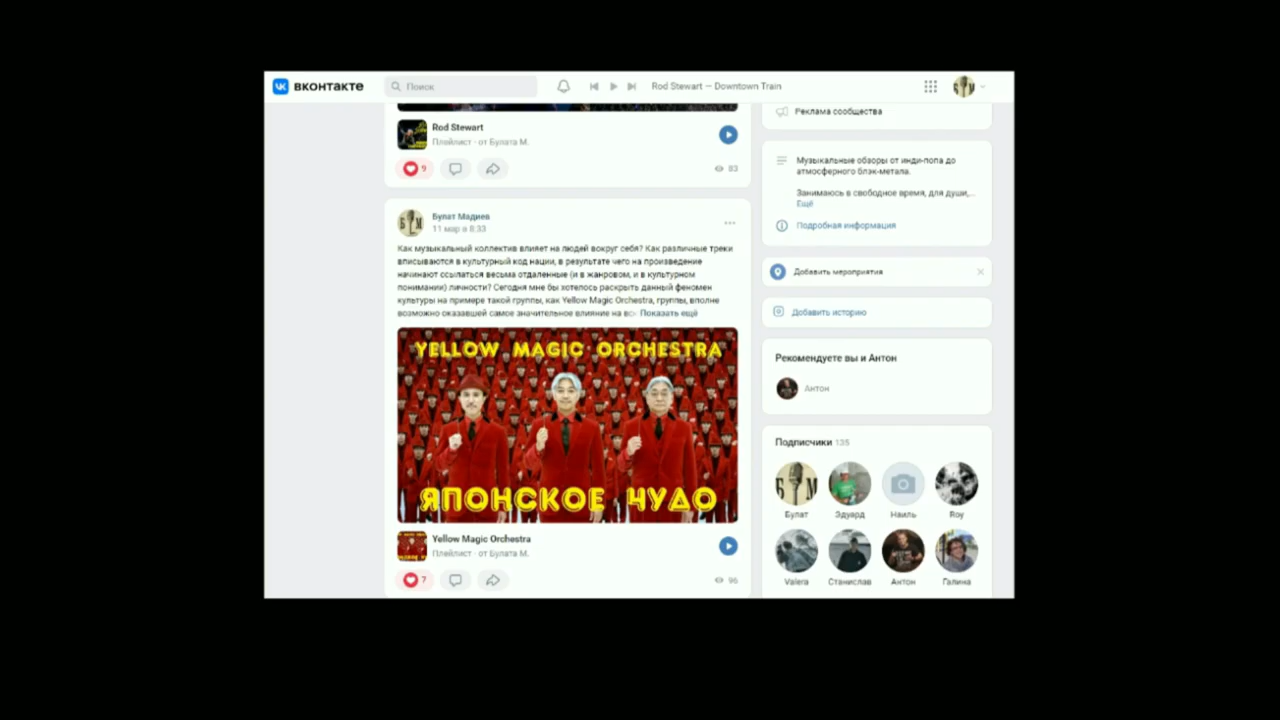 вконтакте
Поиск
Rod Stewart – Downtown Train
Rod Stewart
Плейлист · от Булата М.
9
83
Булат Мадиев
11 мар в 8:33
Как музыкальный коллектив влияет на людей вокруг себя? Как различные треки
вписываются в культурный код нации, в результате чего на произведение
начинают ссылаться весьма отдаленные (и в жанровом, и в культурном
понимании) личности? Сегодня мне бы хотелось раскрыть данный феномен
культуры на примере такой группы, как Yellow Magic Orchestra, группы, вполне
возможно оказавшей самое значительное влияние на вс Показать ещё
YELLOW MAGIC ORCHESTRA
ЯПОНСКОЕ ЧУДО
Yellow Magic Orchestra
Плейлист · от Булата М.
7
96
Реклама сообщества
Музыкальные обзоры от инди-попа до
атмосферного блэк-метала.
Занимаюсь в свободное время, для души,...
Ещё
Подробная информация
Добавить мероприятия
Добавить историю
Рекомендуете вы и Антон
Антон
Подписчики 135
Б М
Булат Эдуард Наиль Roy
Valera Станислав Антон Галина